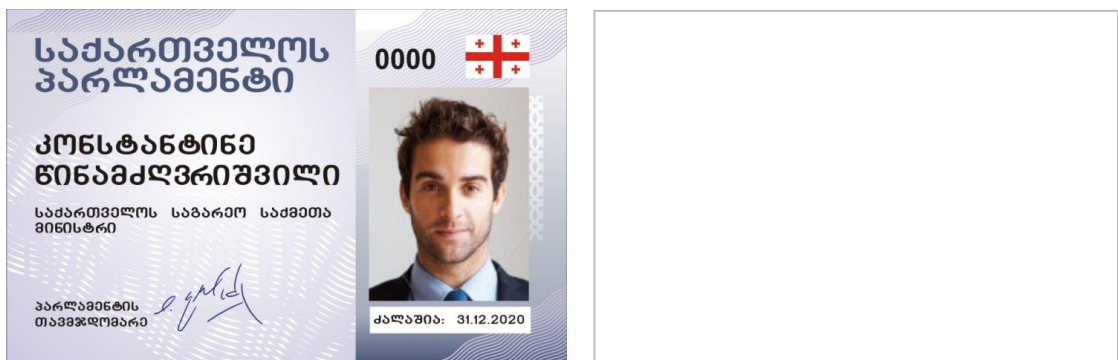 საქართველოს
პარლამენტი
0000
კონსტანტინე
წინამძღვრიშვილი
საქართველოს საგარეო საქმეთა
მინისტრი
პარლამენტის
თავმჯდომარე
ძალაშია: 31.12.2020